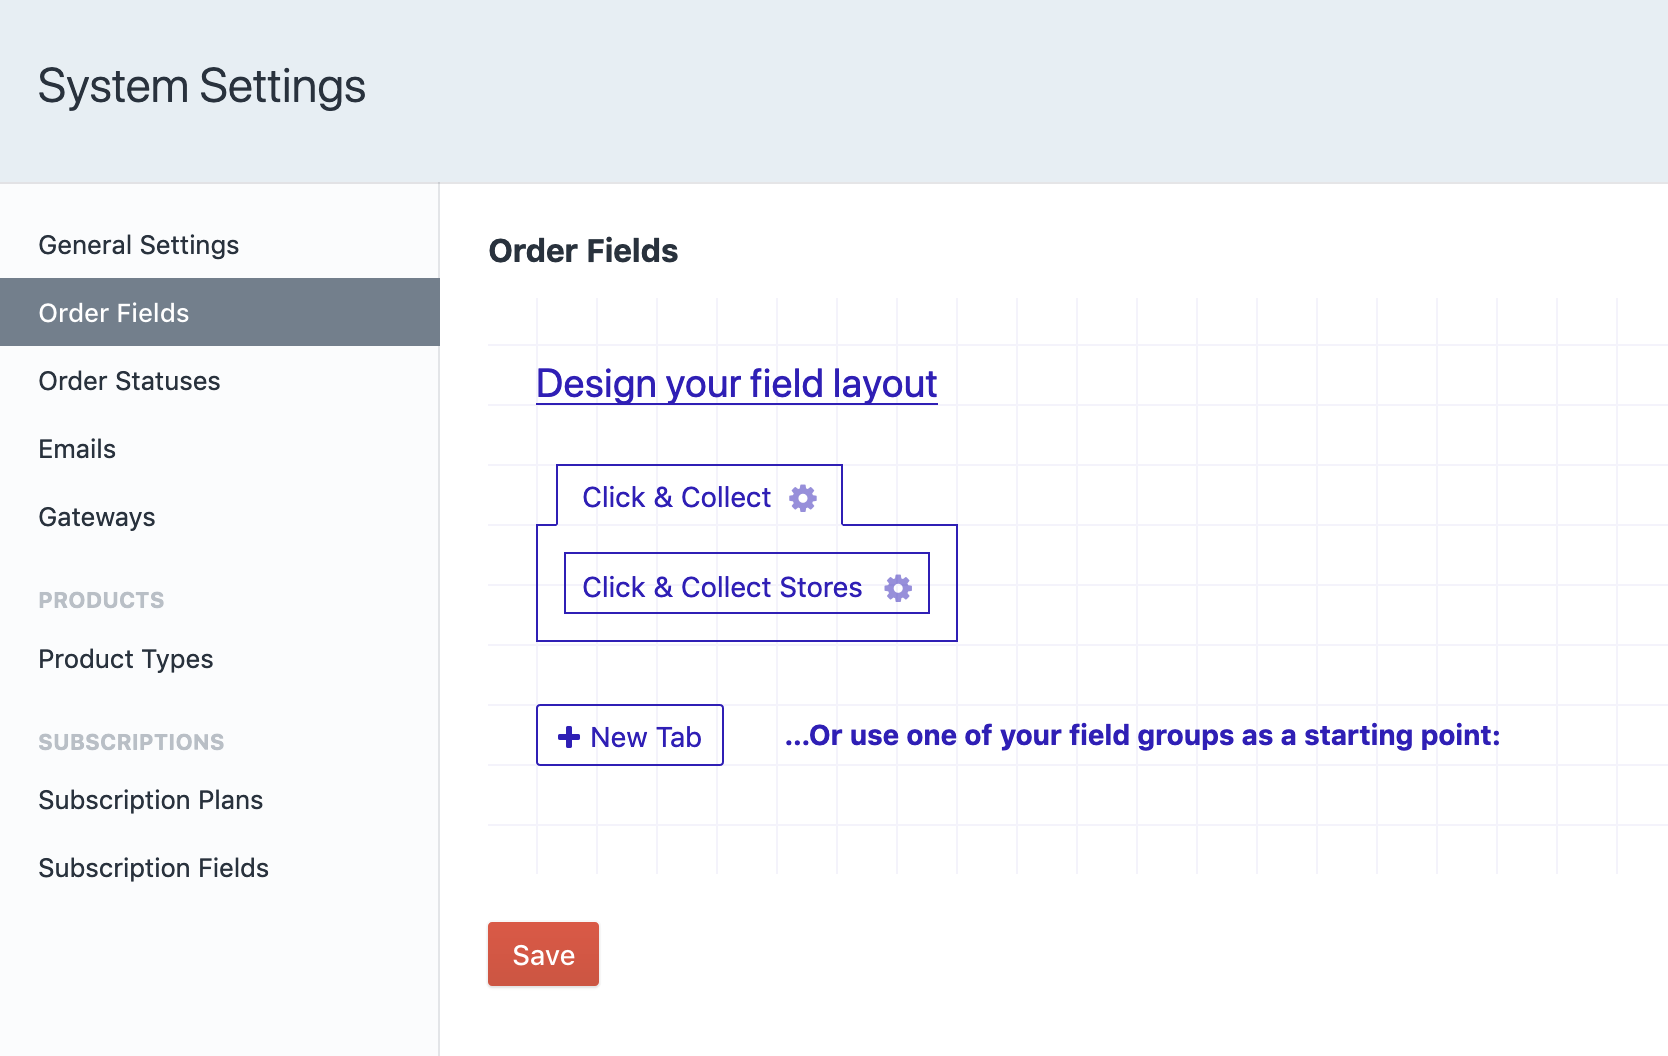 System Settings
General Settings
Order Fields
Order Statuses
Emails
Gateways
PRODUCTS
Product Types
SUBSCRIPTIONS
Subscription Plans
Subscription Fields
Order Fields
Design your field layout
Click & Collect
Click & Collect Stores
New Tab
...Or use one of your field groups as a starting point:
Save